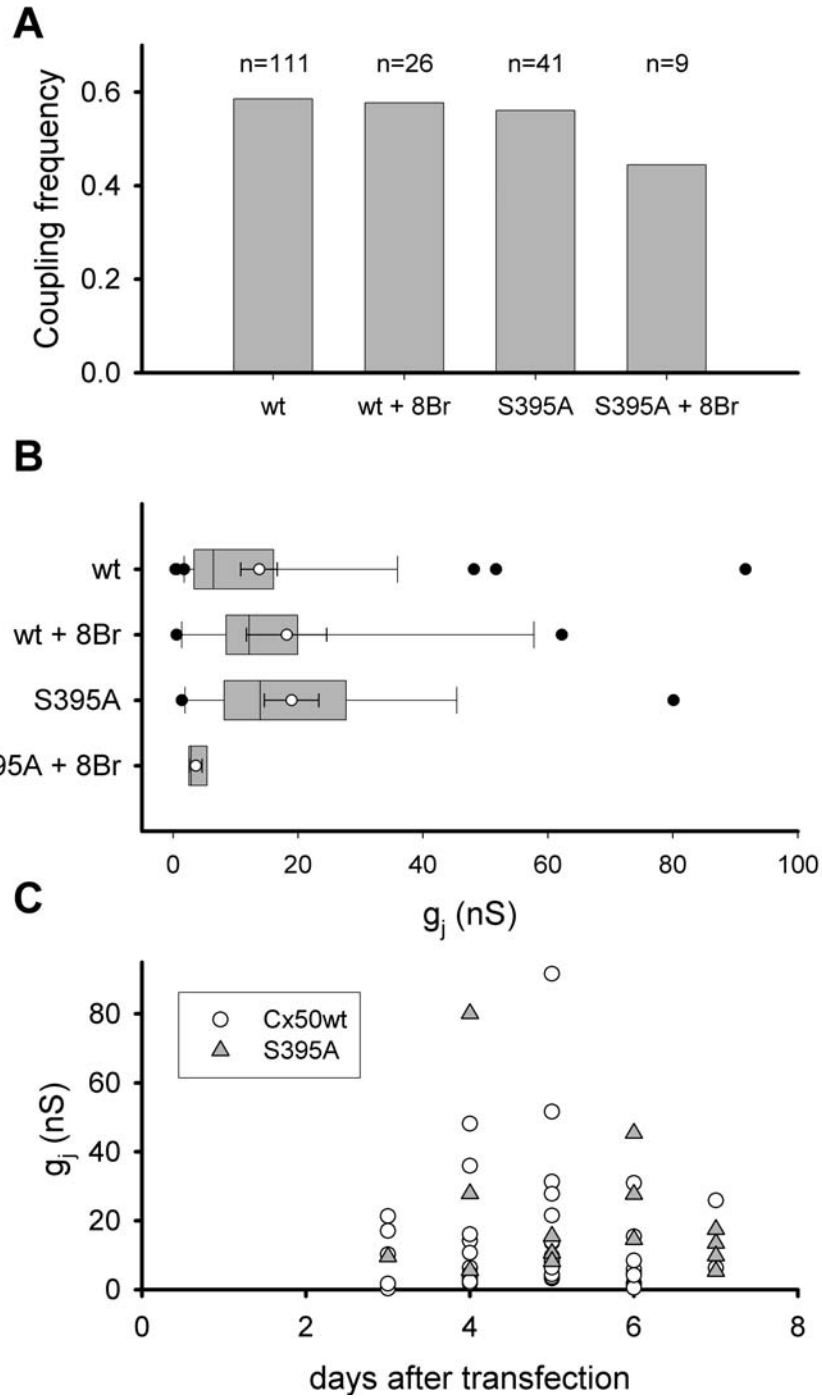 A
n=111 n=26 n=41 n=9
0.6
0.4
0.2
0.0
Coupling frequency
wt wt + 8Br S395A S395A + 8Br
B
wt
wt + 8Br
S395A
95A + 8Br
0 20 40 60 80 100
gj (nS)
C
Cx50wt
S395A
80
60
40
20
0
gj (nS)
0 2 4 6 8
days after transfection